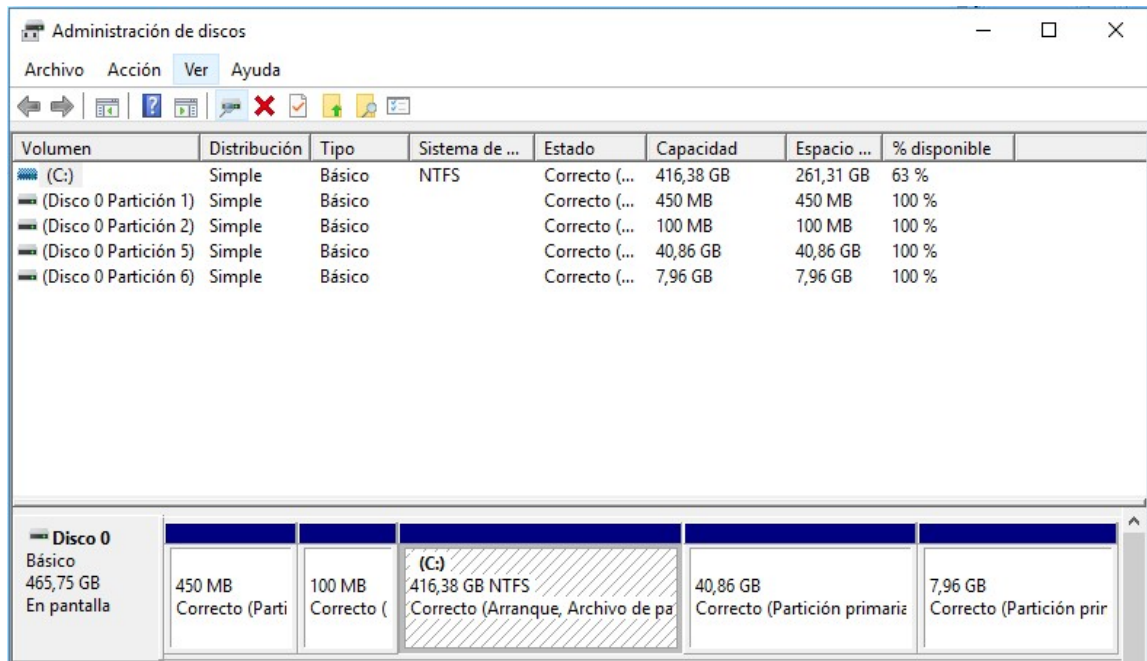 Administración de discos
Archivo Acción Ver Ayuda
Volumen Distribución Tipo Sistema de ... Estado Capacidad Espacio ... % disponible
(C:) Simple Básico NTFS Correcto (... 416,38 GB 261,31 GB 63 %
(Disco 0 Partición 1) Simple Básico Correcto (... 450 MB 450 MB 100 %
(Disco 0 Partición 2) Simple Básico Correcto (... 100 MB 100 MB 100 %
(Disco 0 Partición 5) Simple Básico Correcto (... 40,86 GB 40,86 GB 100 %
(Disco 0 Partición 6) Simple Básico Correcto (... 7,96 GB 7,96 GB 100 %
Disco 0
Básico
465,75 GB
En pantalla
450 MB
Correcto (Parti
100 MB
Correcto (
(C:)
416,38 GB NTFS
Correcto (Arranque, Archivo de pa
40,86 GB
Correcto (Partición primaria
7,96 GB
Correcto (Partición prir